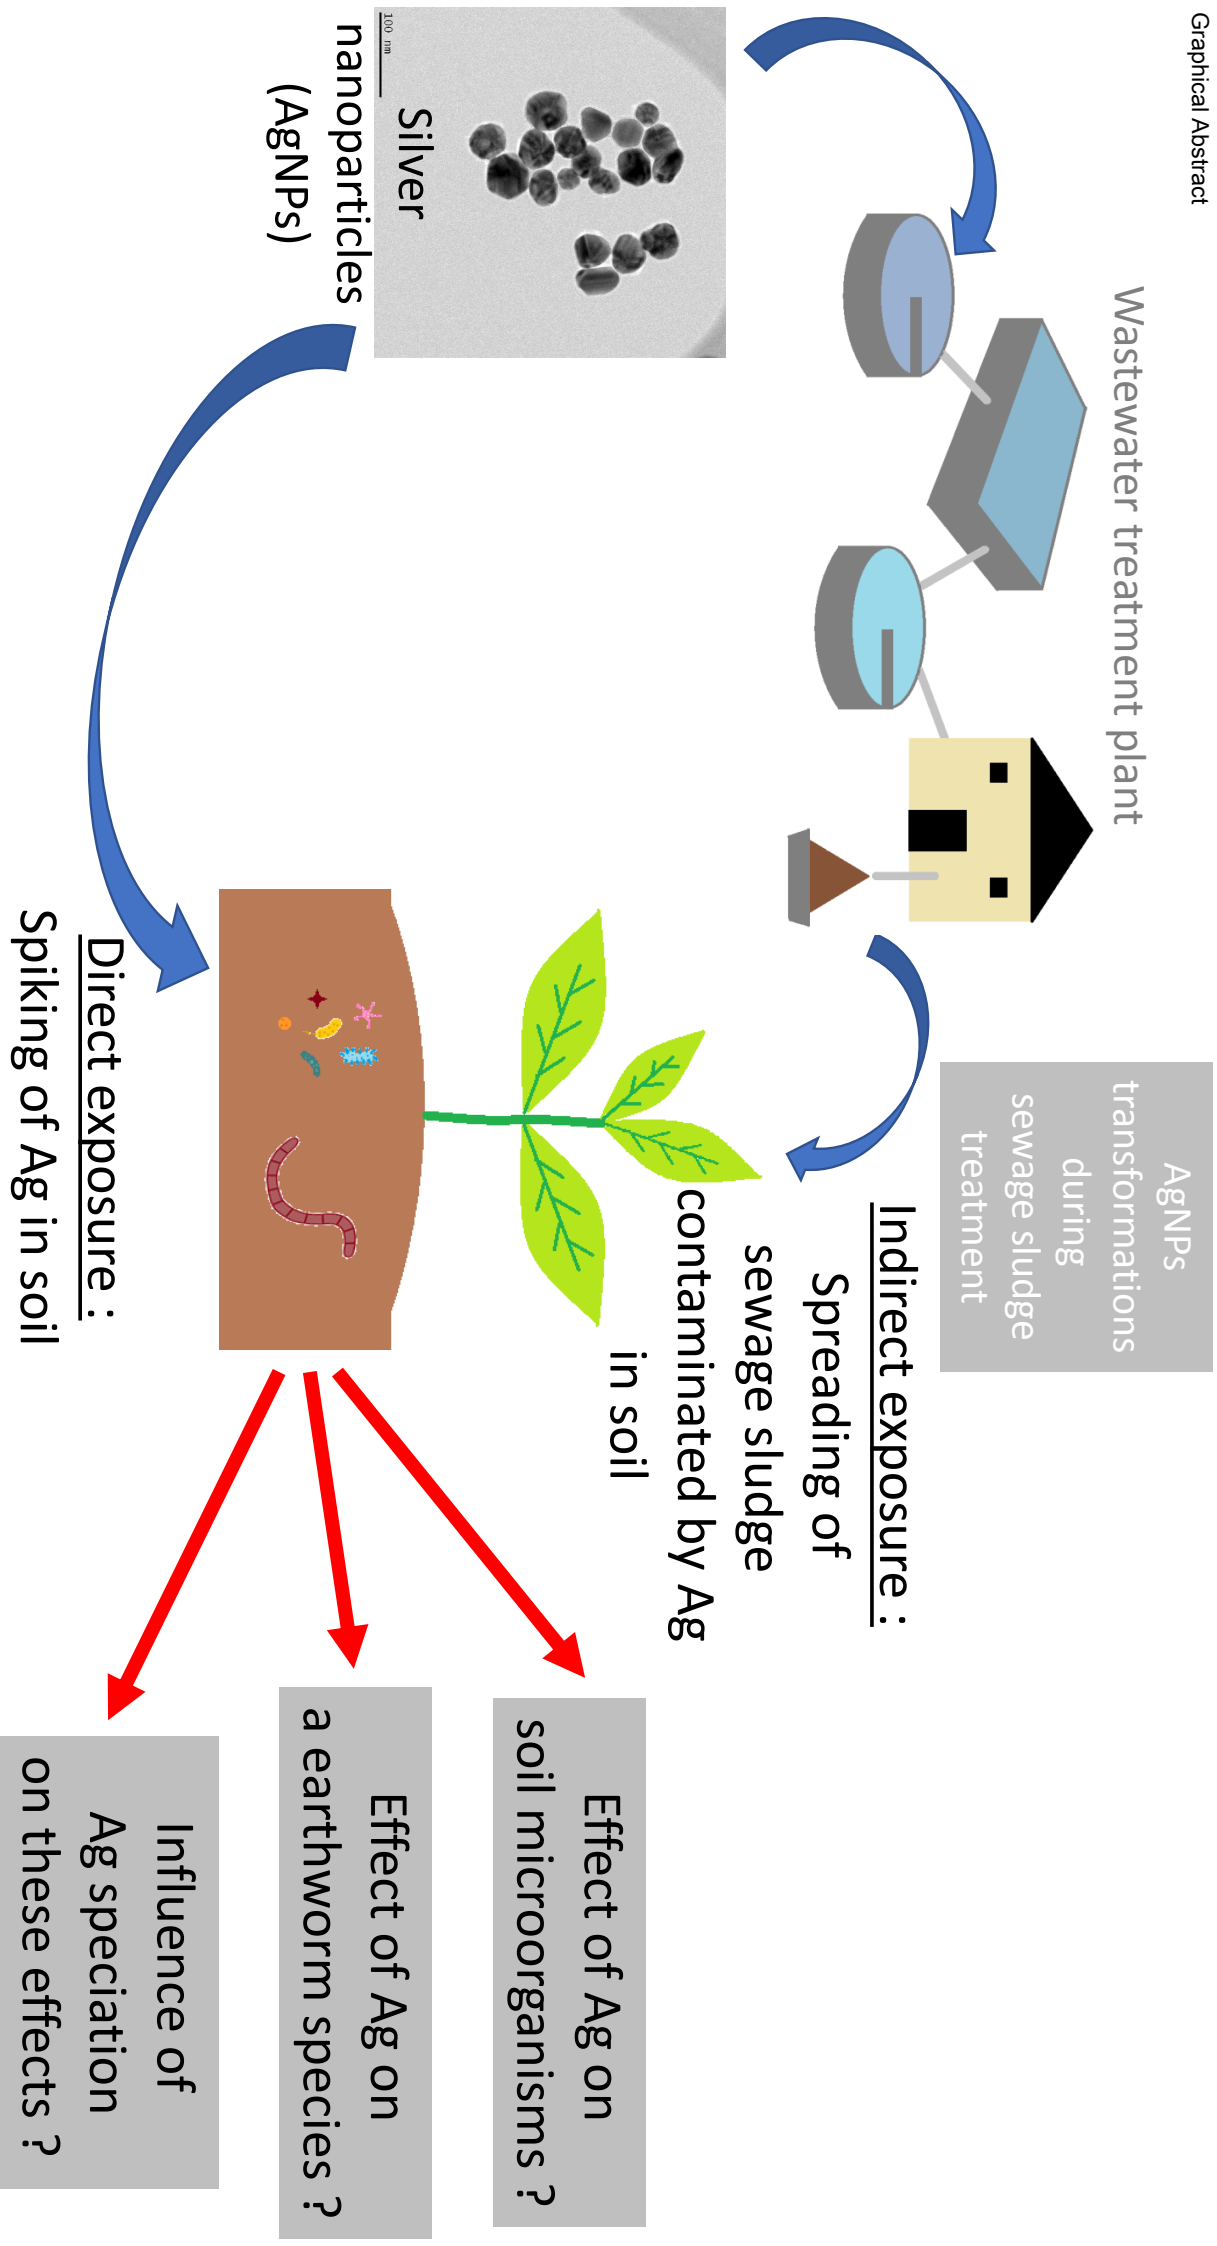 Graphical Abstract
Wastewater treatment plant
AgNPs
transformations
during
sewage sludge
treatment
100 nm
Silver
nanoparticles
(AgNPs)
Indirect exposure :
Spreading of
sewage sludge
contaminated by Ag
in soil
Direct exposure :
Spiking of Ag in soil
Effect of Ag on
soil microorganisms ?
Effect of Ag on
a earthworm species ?
Influence of
Ag speciation
on these effects ?